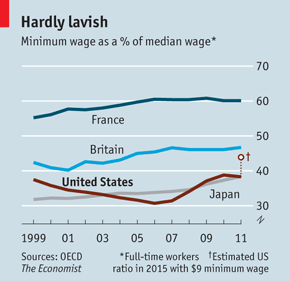 Hardly lavish
Minimum wage as a % of median wage*
70
60
France
50
Britain
†
40
United States
Japan
30
1999 01 03 05 07 09 11
Sources: OECD *Full-time workers †Estimated US
The Economist ratio in 2015 with $9 minimum wage